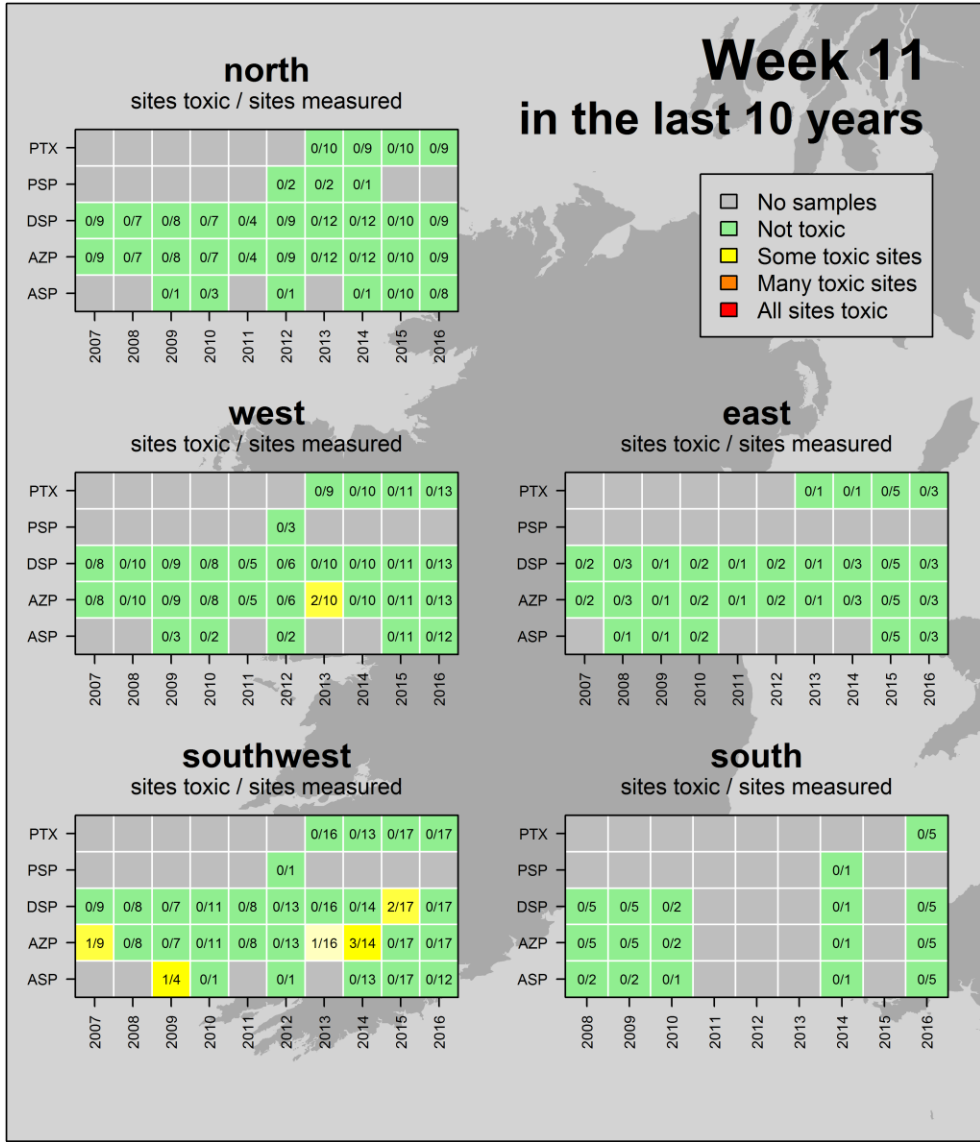 Week 11
in the last 10 years
No samples
Not toxic
Some toxic sites
Many toxic sites
All sites toxic
north
sites toxic / sites measured
PTX 0/10 0/9 0/10 0/9
PSP 0/2 0/2 0/1
DSP 0/9 0/7 0/8 0/7 0/4 0/9 0/12 0/12 0/10 0/9
AZP 0/9 0/7 0/8 0/7 0/4 0/9 0/12 0/12 0/10 0/9
ASP 0/1 0/3 0/1 0/1 0/10 0/8
2007 2008 2009 2010 2011 2012 2013 2014 2015 2016
west
sites toxic / sites measured
PTX 0/9 0/10 0/11 0/13
PSP 0/3
DSP 0/8 0/10 0/9 0/8 0/5 0/6 0/10 0/10 0/11 0/13
AZP 0/8 0/10 0/9 0/8 0/5 0/6 2/10 0/10 0/11 0/13
ASP 0/3 0/2 0/2 0/11 0/12
2007 2008 2009 2010 2011 2012 2013 2014 2015 2016
east
sites toxic / sites measured
PTX 0/1 0/1 0/5 0/3
PSP
DSP 0/2 0/3 0/1 0/2 0/1 0/2 0/1 0/3 0/5 0/3
AZP 0/2 0/3 0/1 0/2 0/1 0/2 0/1 0/3 0/5 0/3
ASP 0/1 0/1 0/2 0/5 0/3
2007 2008 2009 2010 2011 2012 2013 2014 2015 2016
southwest
sites toxic / sites measured
PTX 0/16 0/13 0/17 0/17
PSP 0/1
DSP 0/9 0/8 0/7 0/11 0/8 0/13 0/16 0/14 2/17 0/17
AZP 1/9 0/8 0/7 0/11 0/8 0/13 1/16 3/14 0/17 0/17
ASP 1/4 0/1 0/1 0/13 0/17 0/12
2007 2008 2009 2010 2011 2012 2013 2014 2015 2016
south
sites toxic / sites measured
PTX 0/5
PSP 0/1
DSP 0/5 0/5 0/2 0/1 0/5
AZP 0/5 0/5 0/2 0/1 0/5
ASP 0/2 0/2 0/1 0/1 0/5
2008 2009 2010 2011 2012 2013 2014 2015 2016